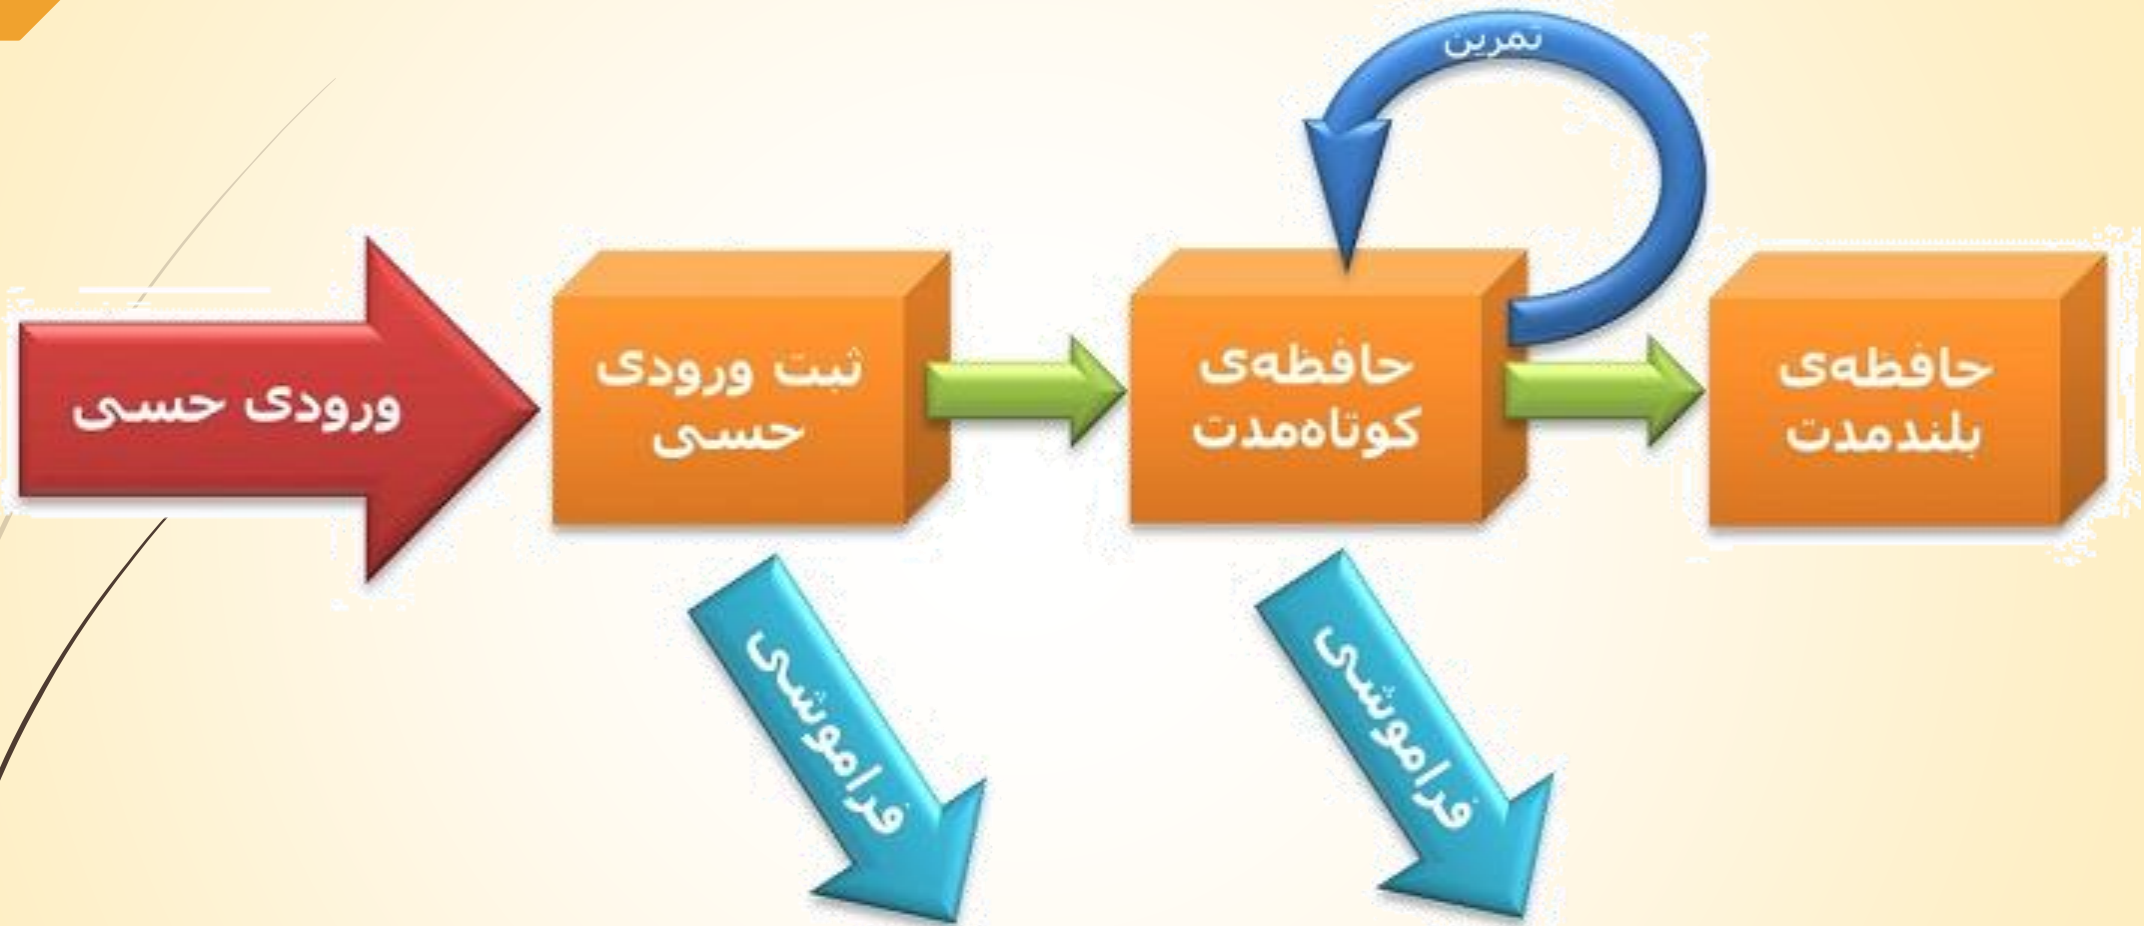 تمرین
ورودی حسی
ثبت ورودی
حسی
حافظه‌ی
کوتاه‌مدت
حافظه‌ی
بلندمدت
فراموشی
فراموشی